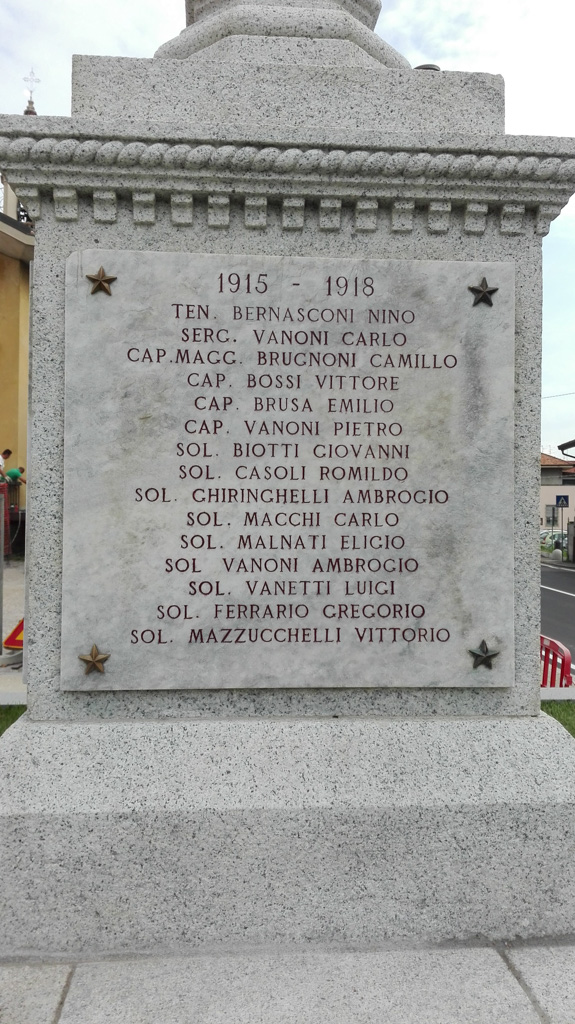 1915 - 1918
TEN. BERNASCONI NINO
SERG. VANONI CARLO
CAP.MAGG. BRUGNONI CAMILLO
CAP. BOSSI VITTORE
CAP. BRUSA EMILIO
CAP. VANONI PIETRO
SOL. BIOTTI GIOVANNI
SOL. CASOLI ROMILDO
SOL. GHIRINGHELLI AMBROGIO
SOL. MACCHI CARLO
SOL. MALNATI ELIGIO
SOL VANONI AMBROGIO
SOL. VANETTI LUIGI
SOL. FERRARIO GREGORIO
SOL. MAZZUCCHELLI VITTORIO